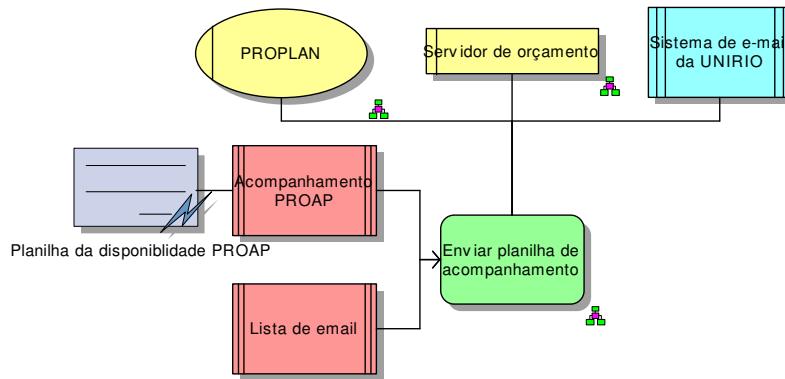 PROPLAN
Servidor de orçamento
Sistema de e-mai
da UNIRIO
Acompanhamento
PROAP
Planilha da disponiblidade PROAP
Enviar planilha de
acompanhamento
Lista de email